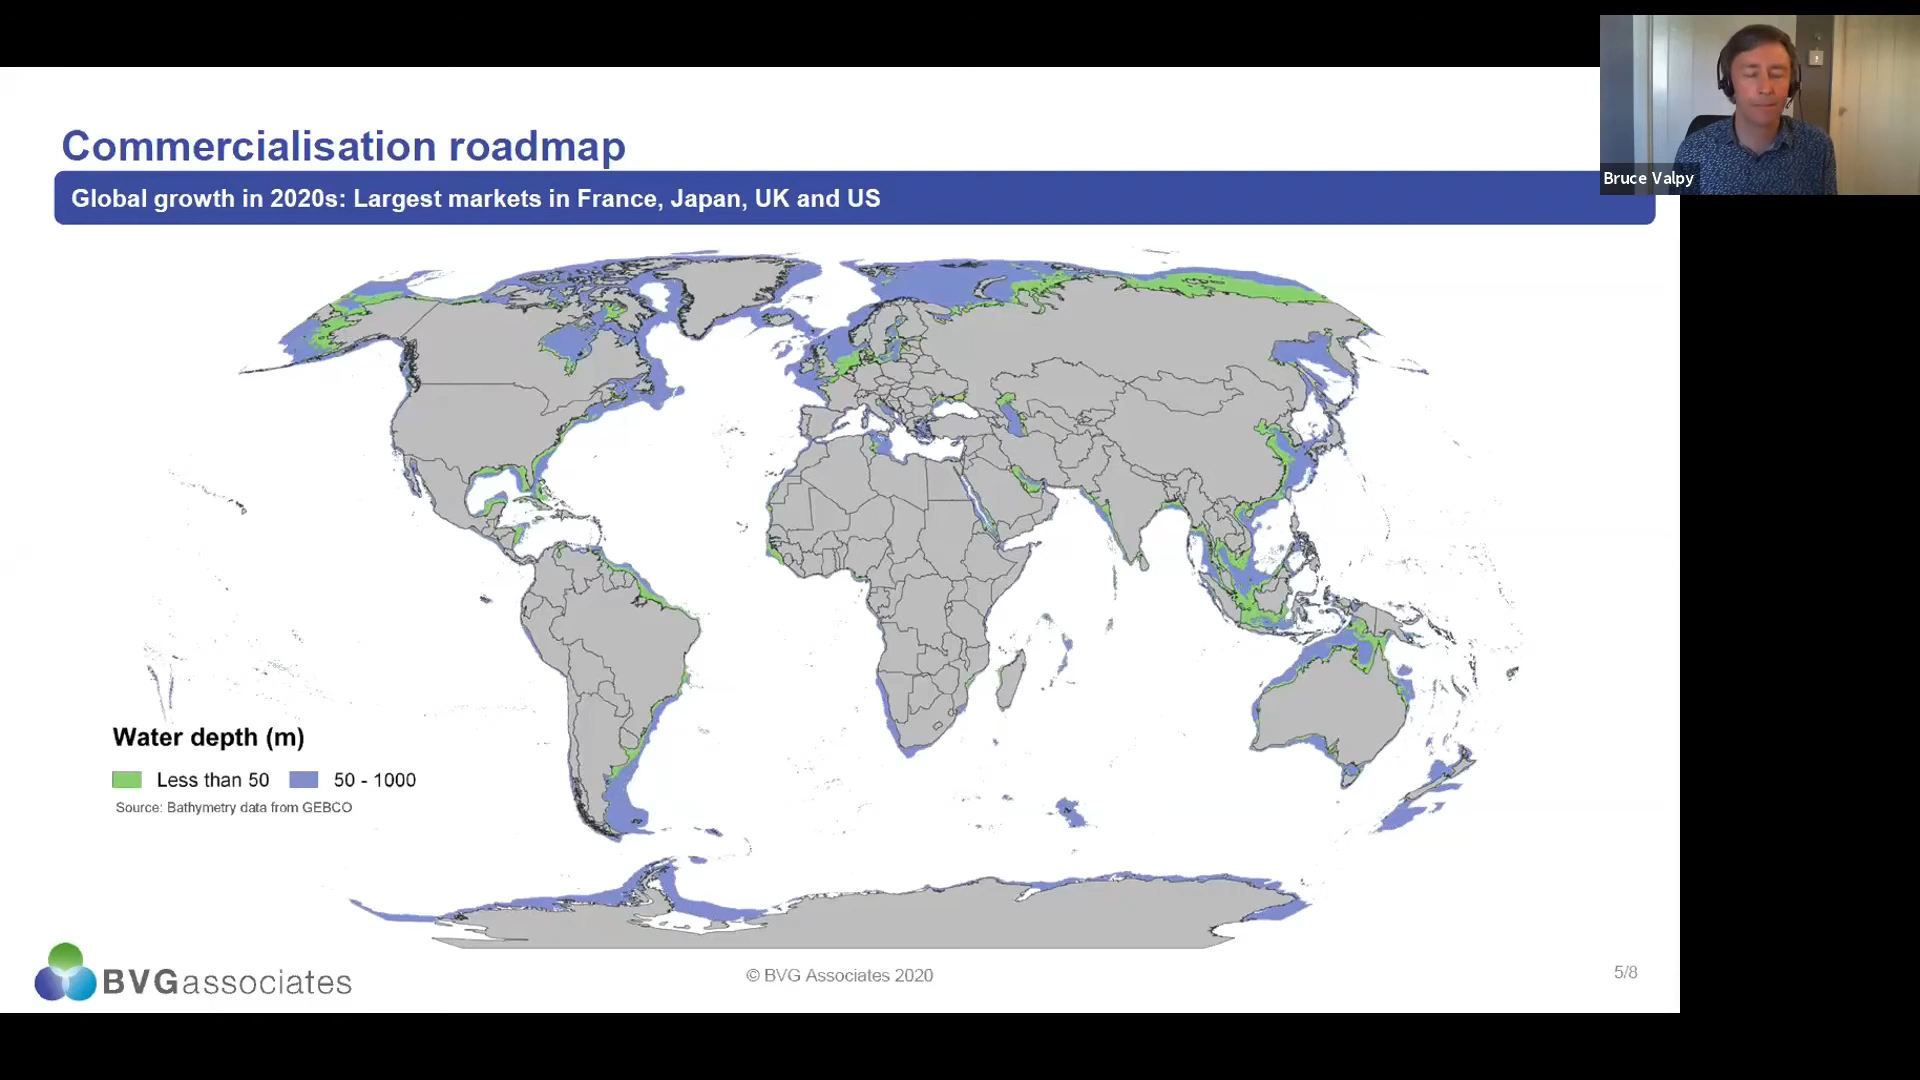 Commercialisation roadmap
Global growth in 2020s: Largest markets in France, Japan, UK and US
Bruce Valpy
Water depth (m)
Less than 50
50 - 1000
Source: Bathymetry data from GEBCO
BVGassociates
© BVG Associates 2020
5/8